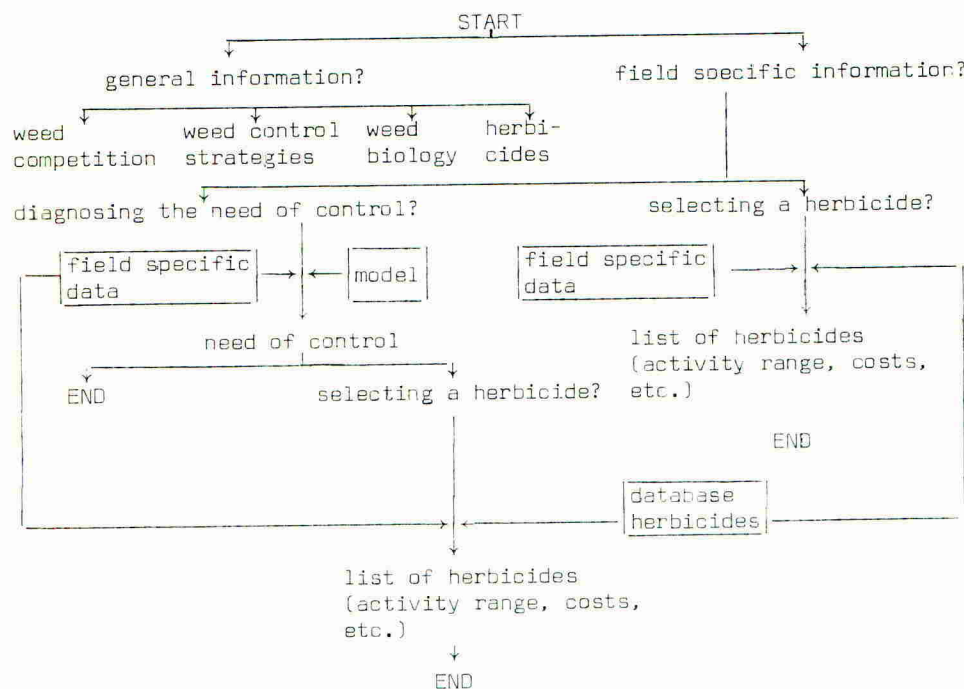 START
general information?
field soecific information?
weed competition
weed control strategies
weed biology
herbi-
cides
diagnosing the need of control?
selecting a herbicide?
field specific data
model
field specific data
need of control
list of herbicides
(activity range, costs,
etc.)
END
selecting a herbicide?
END
database herbicides
list of herbicides
(activity range, costs,
etc.)
END